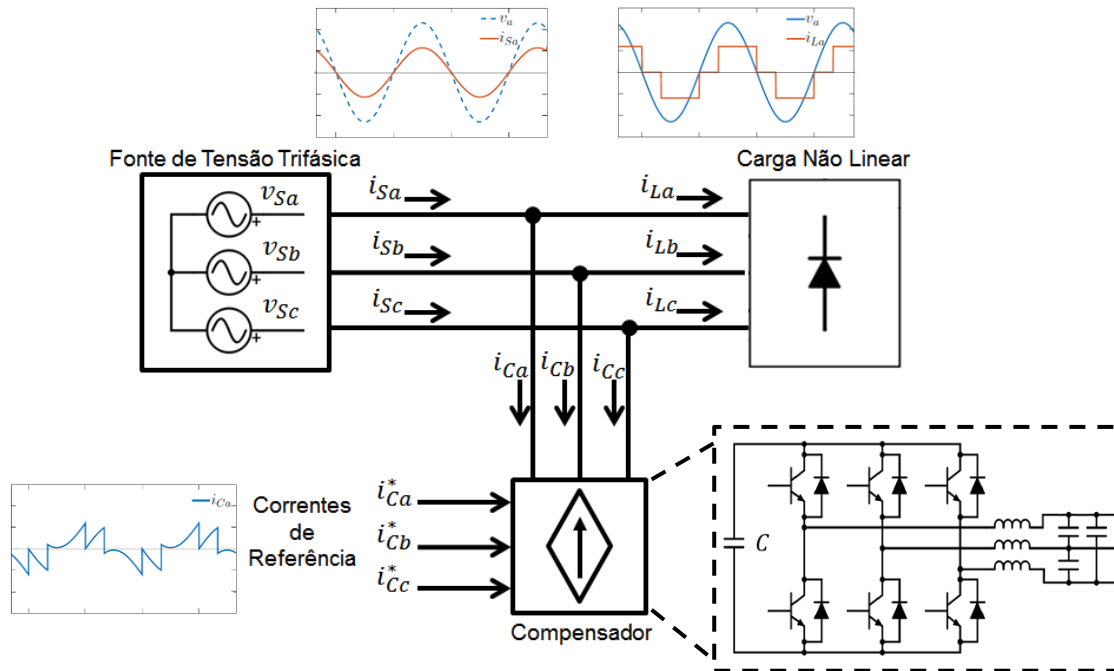 v_a
i_Sa
v_a
i_La
Fonte de Tensão Trifásica
Carga Não Linear
v_Sa
v_Sb
v_Sc
+
+
+
i_Sa
i_Sb
i_Sc
i_La
i_Lb
i_Lc
i_Ca
i_Cb
i_Cc
i_Ca
Correntes
de
Referência
i*_Ca
i*_Cb
i*_Cc
Compensador
C